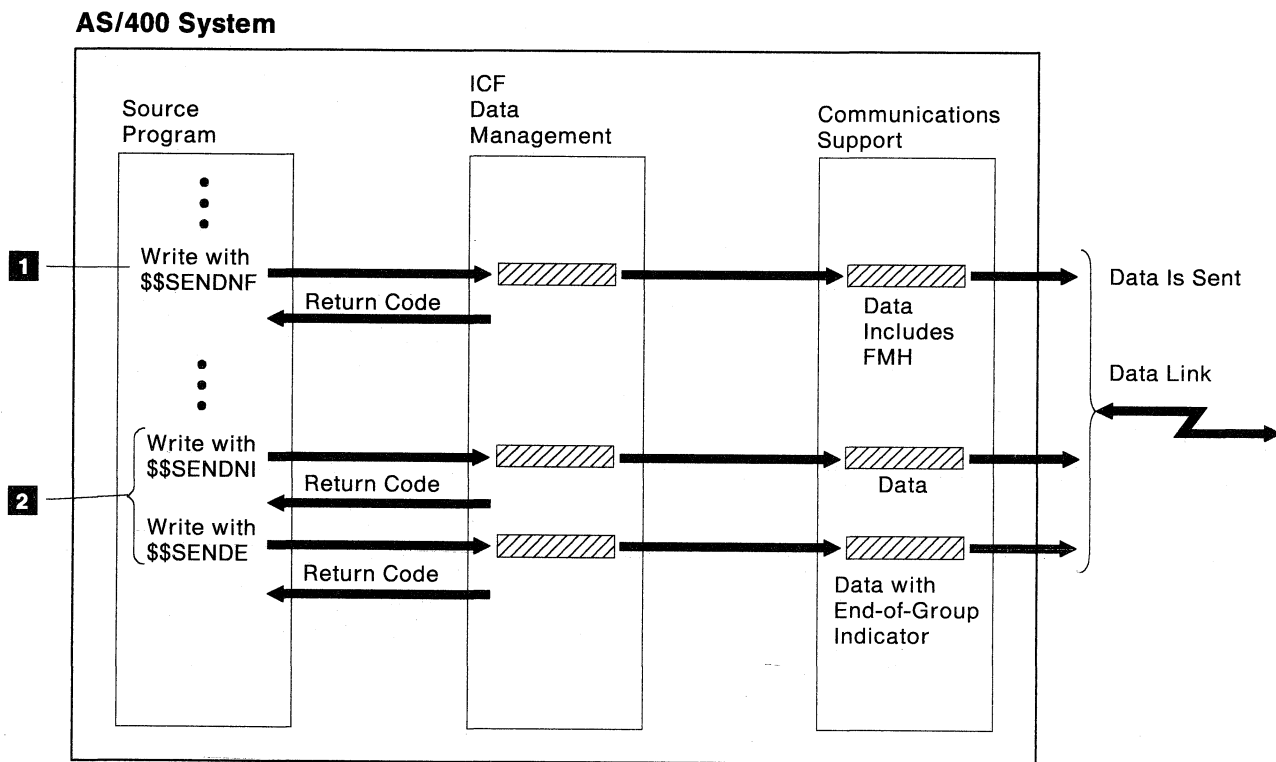 AS/400 System
Source
Program
ICF
Data
Management
Communications
Support
1
Write with
$$SENDNF
Return Code
Data
Includes
FMH
Data Is Sent
Data Link
2
Write with
$$SENDNI
Return Code
Data
Write with
$$SENDE
Return Code
Data with
End-of-Group
Indicator